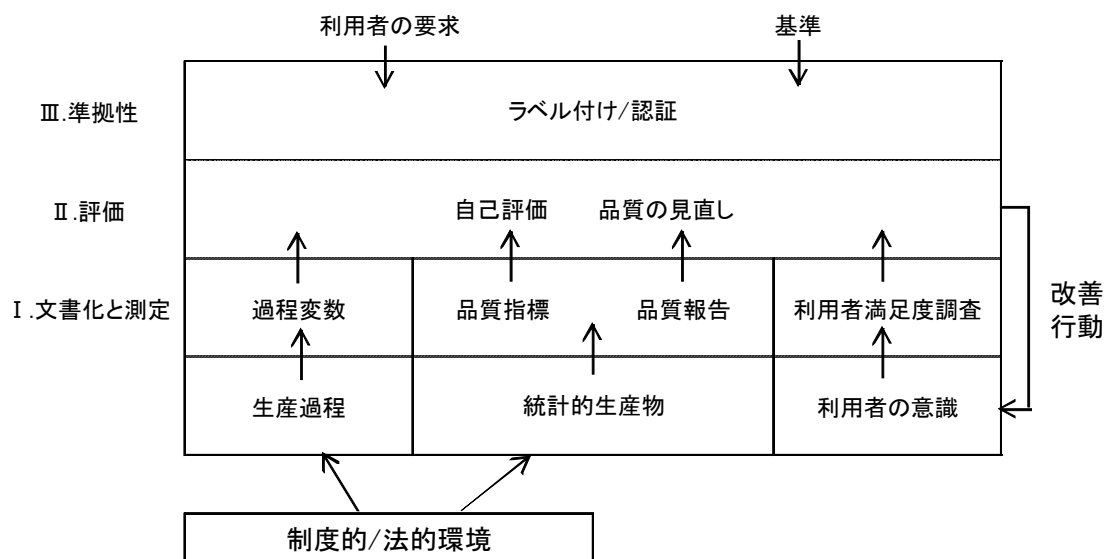 利用者の要求 基準
Ⅲ.準拠性 ラベル付け/認証
Ⅱ.評価 自己評価 品質の見直し
Ⅰ.文書化と測定 過程変数 品質指標 品質報告 利用者満足度調査
改善
行動
生産過程 統計的生産物 利用者の意識
制度的/法的環境